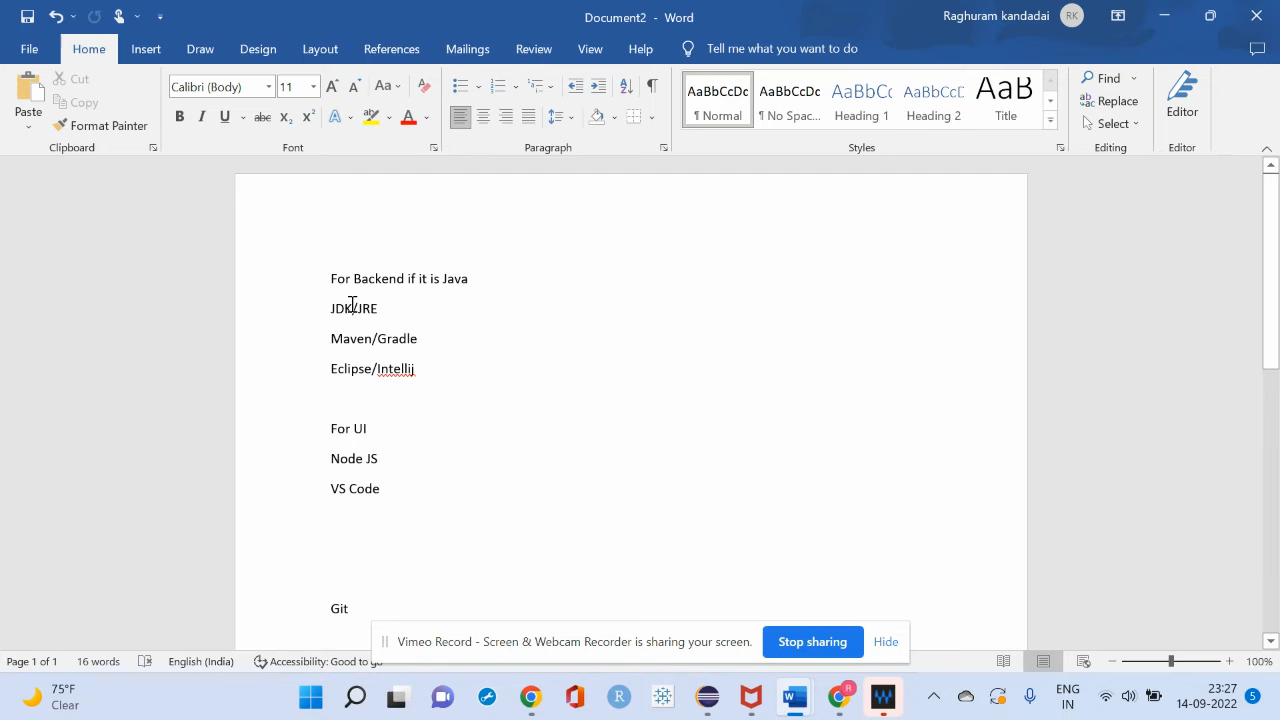 Document2 - Word
Raghuram kandadai RK
File Home Insert Draw Design Layout References Mailings Review View Help Tell me what you want to do
Paste
Cut
Copy
Format Painter
Clipboard
Calibri (Body) 11
Font
Paragraph
AaBbCcDc ¶ Normal
AaBbCcDc ¶ No Spac...
AaBbCc Heading 1
AaBbCcD Heading 2
AaB Title
Styles
Find
Replace
Select
Editing
Editor
Editor
For Backend if it is Java
JDK/JRE
Maven/Gradle
Eclipse/Intellij
For UI
Node JS
VS Code
Git
Vimeo Record - Screen & Webcam Recorder is sharing your screen. Stop sharing Hide
Page 1 of 1 16 words English (India) Accessibility: Good to go 100%
75°F
Clear
ENG
IN
23:27
14-09-2022
5